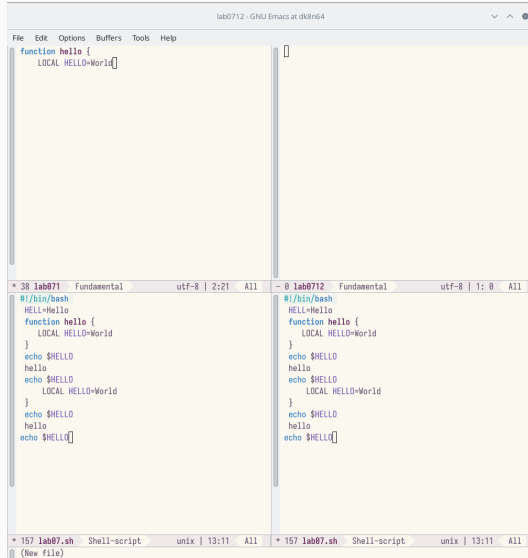 lab0712 - GNU Emacs at dk8n64
File Edit Options Buffers Tools Help
function hello {
LOCAL HELLO=World
* 38 lab071 Fundamental utf-8 | 2:21 All
- 0 lab0712 Fundamental utf-8 | 1: 0 All
#!/bin/bash
HELL=Hello
function hello {
LOCAL HELLO=World
}
echo $HELLO
hello
echo $HELLO
LOCAL HELLO=World
}
echo $HELLO
hello
echo $HELLO
* 157 lab07.sh Shell-script unix | 13:11 All
#!/bin/bash
HELL=Hello
function hello {
LOCAL HELLO=World
}
echo $HELLO
hello
echo $HELLO
LOCAL HELLO=World
}
echo $HELLO
hello
echo $HELLO
* 157 lab07.sh Shell-script unix | 13:11 All
(New file)